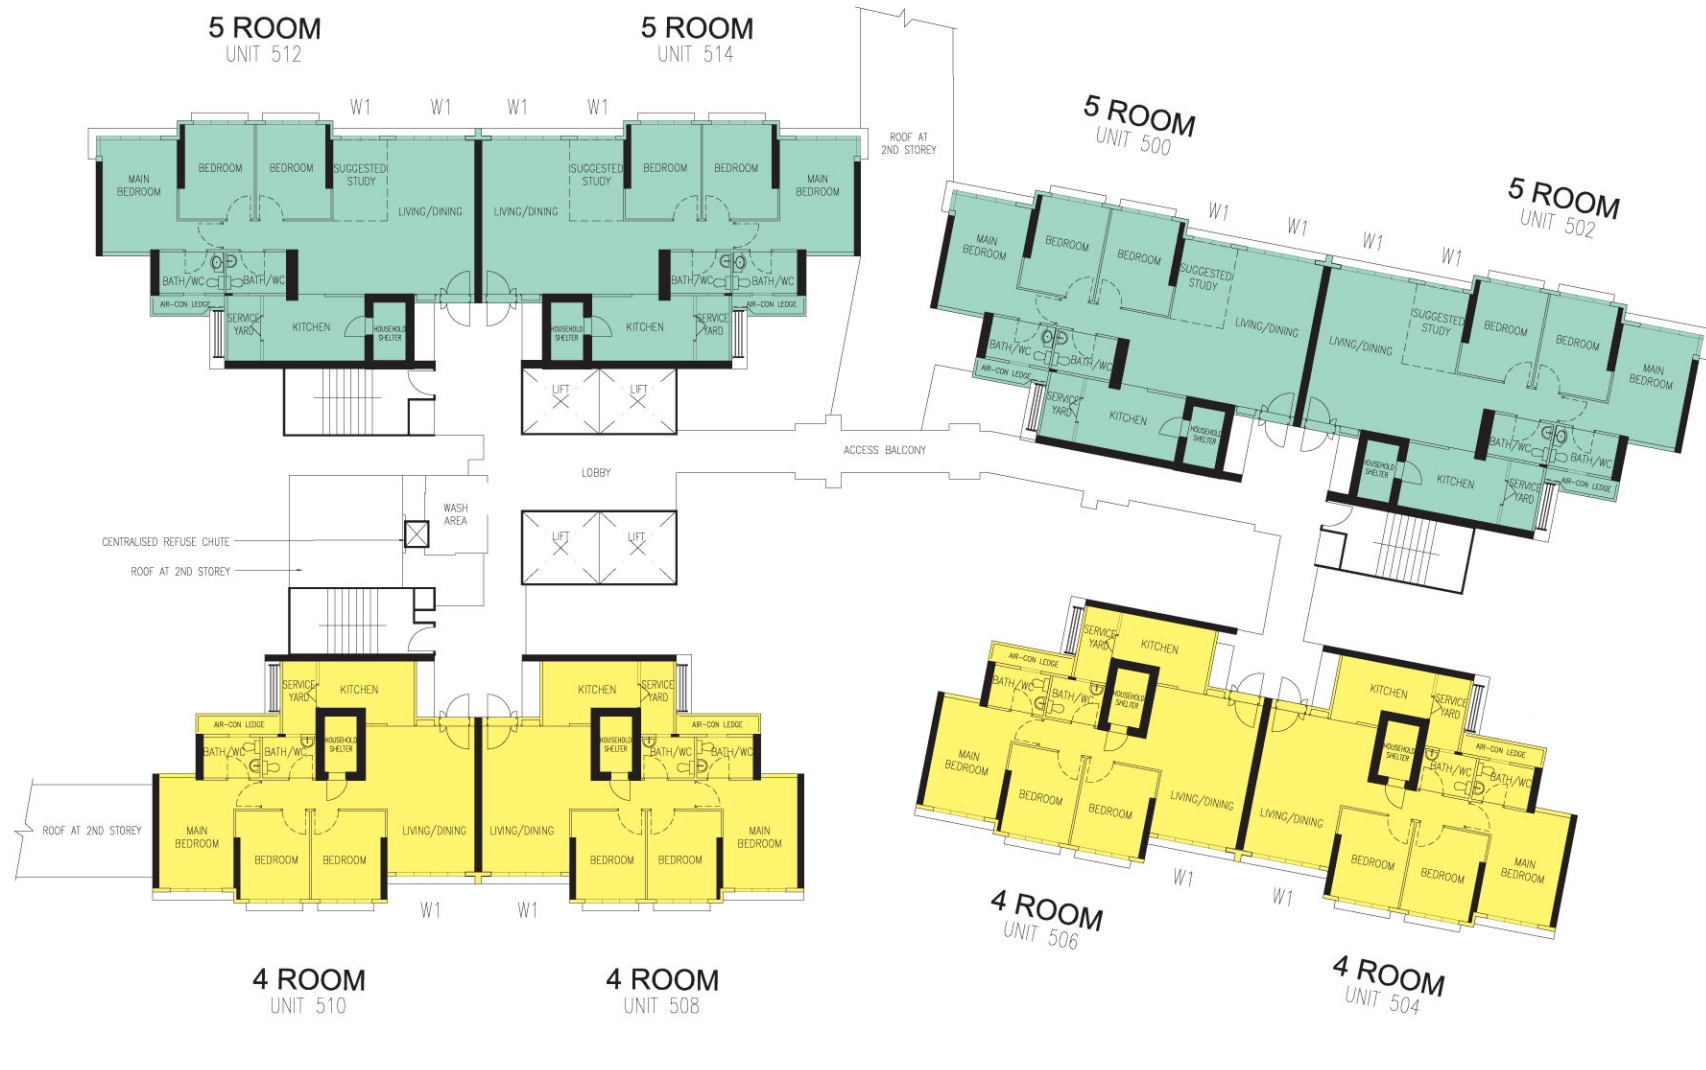 5 ROOM
UNIT 512
5 ROOM
UNIT 514
5 ROOM
UNIT 500
5 ROOM
UNIT 502
W1
W1
W1
W1
MAIN
BEDROOM
BEDROOM
BEDROOM
SUGGESTED
STUDY
LIVING/DINING
BATH/WC
BATH/WC
AIR-CON LEDGE
SERVICE
YARD
KITCHEN
HOUSEHOLD
SHELTER
LIVING/DINING
SUGGESTED
STUDY
BEDROOM
BEDROOM
MAIN
BEDROOM
BATH/WC
BATH/WC
AIR-CON LEDGE
HOUSEHOLD
SHELTER
KITCHEN
SERVICE
YARD
ROOF AT
2ND STOREY
W1
W1
W1
W1
MAIN
BEDROOM
BEDROOM
BEDROOM
SUGGESTED
STUDY
LIVING/DINING
BATH/WC
BATH/WC
AIR-CON LEDGE
SERVICE
YARD
KITCHEN
HOUSEHOLD
SHELTER
LIVING/DINING
SUGGESTED
STUDY
BEDROOM
BEDROOM
MAIN
BEDROOM
BATH/WC
BATH/WC
AIR-CON LEDGE
HOUSEHOLD
SHELTER
KITCHEN
SERVICE
YARD
LIFT
LIFT
LOBBY
ACCESS BALCONY
WASH
AREA
LIFT
LIFT
CENTRALISED REFUSE CHUTE
ROOF AT 2ND STOREY
SERVICE
YARD
KITCHEN
AIR-CON LEDGE
BATH/WC
BATH/WC
HOUSEHOLD
SHELTER
MAIN
BEDROOM
BEDROOM
BEDROOM
LIVING/DINING
ROOF AT 2ND STOREY
KITCHEN
SERVICE
YARD
AIR-CON LEDGE
HOUSEHOLD
SHELTER
BATH/WC
BATH/WC
LIVING/DINING
BEDROOM
BEDROOM
MAIN
BEDROOM
W1
W1
SERVICE
YARD
KITCHEN
AIR-CON LEDGE
BATH/WC
BATH/WC
HOUSEHOLD
SHELTER
MAIN
BEDROOM
BEDROOM
BEDROOM
LIVING/DINING
KITCHEN
SERVICE
YARD
AIR-CON LEDGE
HOUSEHOLD
SHELTER
BATH/WC
BATH/WC
LIVING/DINING
BEDROOM
BEDROOM
MAIN
BEDROOM
W1
W1
4 ROOM
UNIT 510
4 ROOM
UNIT 508
4 ROOM
UNIT 506
4 ROOM
UNIT 504